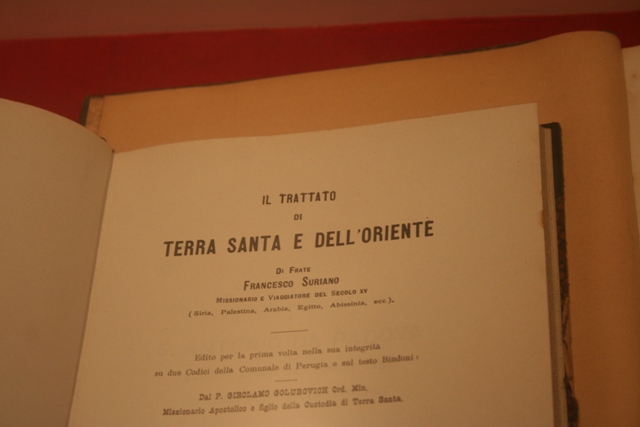 IL TRATTATO
DI
TERRA SANTA E DELL'ORIENTE
DI FRATE
FRANCESCO SURIANO
MISSIONARIO E VIAGGIATORE DEL SECOLO XV
(Siria, Palestina, Arabia, Egitto, Abissinia, ecc.).
Edito per la prima volta nella sua integrità
su due Codici della Comunale di Perugia e sul testo Bindoni
Dal P. GIROLAMO GOLUBOVICH Ord. Min.
Missionario Apostolico e figlio della Custodia di Terra Santa.